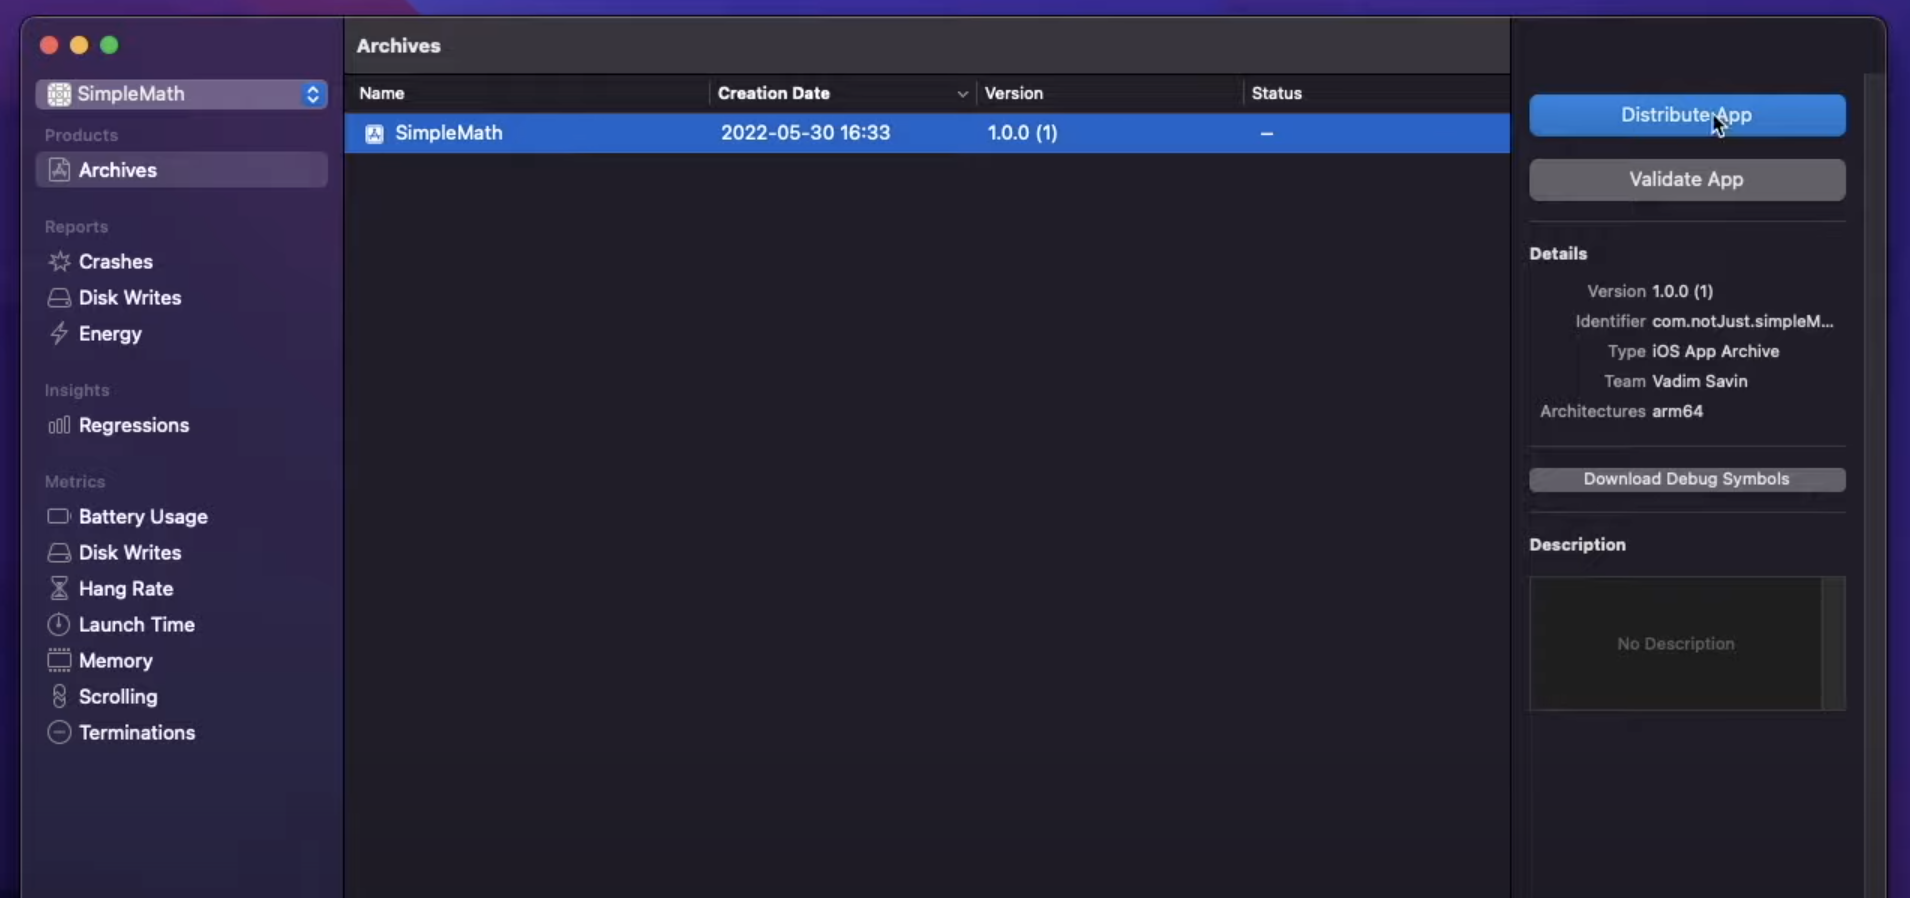 SimpleMath
Products
Archives
Reports
Crashes
Disk Writes
Energy
Insights
Regressions
Metrics
Battery Usage
Disk Writes
Hang Rate
Launch Time
Memory
Scrolling
Terminations
Archives
Name Creation Date Version Status
SimpleMath 2022-05-30 16:33 1.0.0 (1) –
Distribute App
Validate App
Details
Version 1.0.0 (1)
Identifier com.notJust.simpleM...
Type iOS App Archive
Team Vadim Savin
Architectures arm64
Download Debug Symbols
Description
No Description